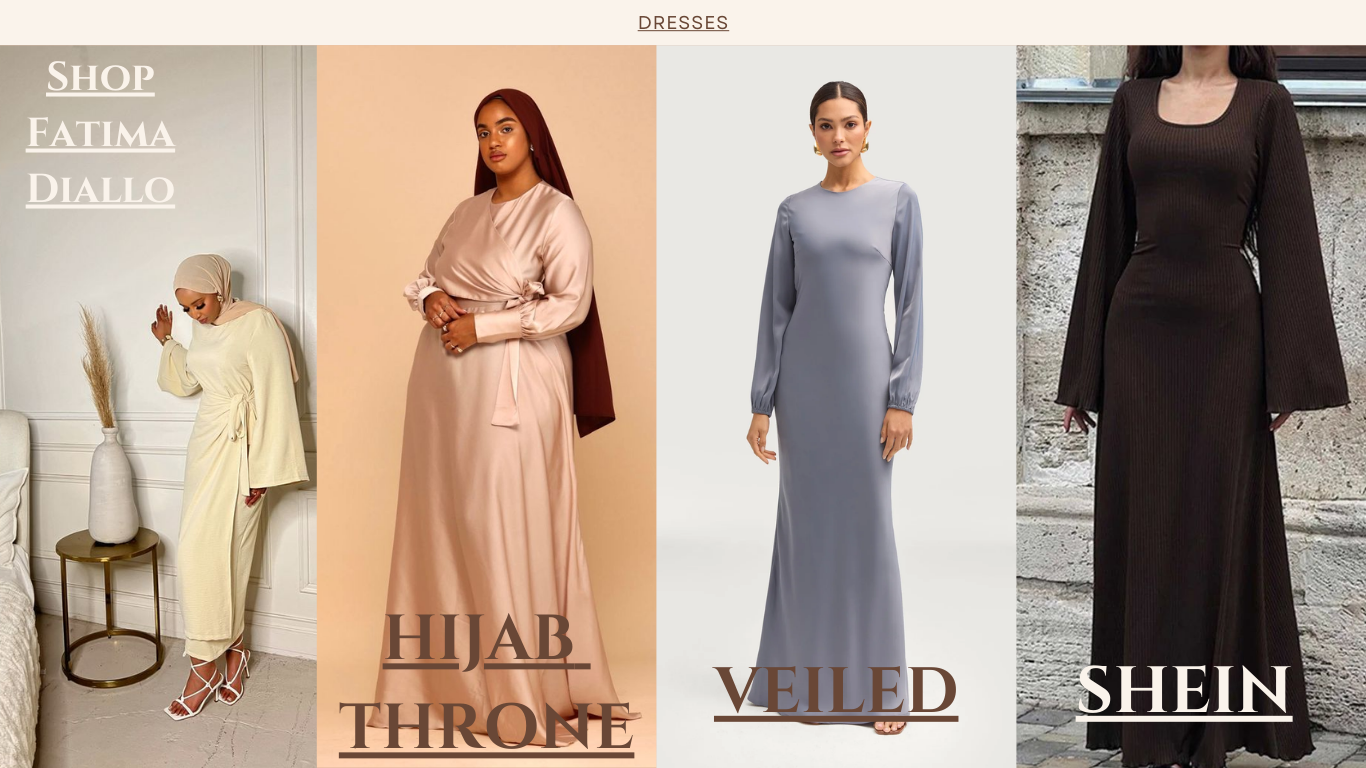 DRESSES
SHOP
FATIMA
DIALLO
HIJAB
THRONE
VEILED
SHEIN